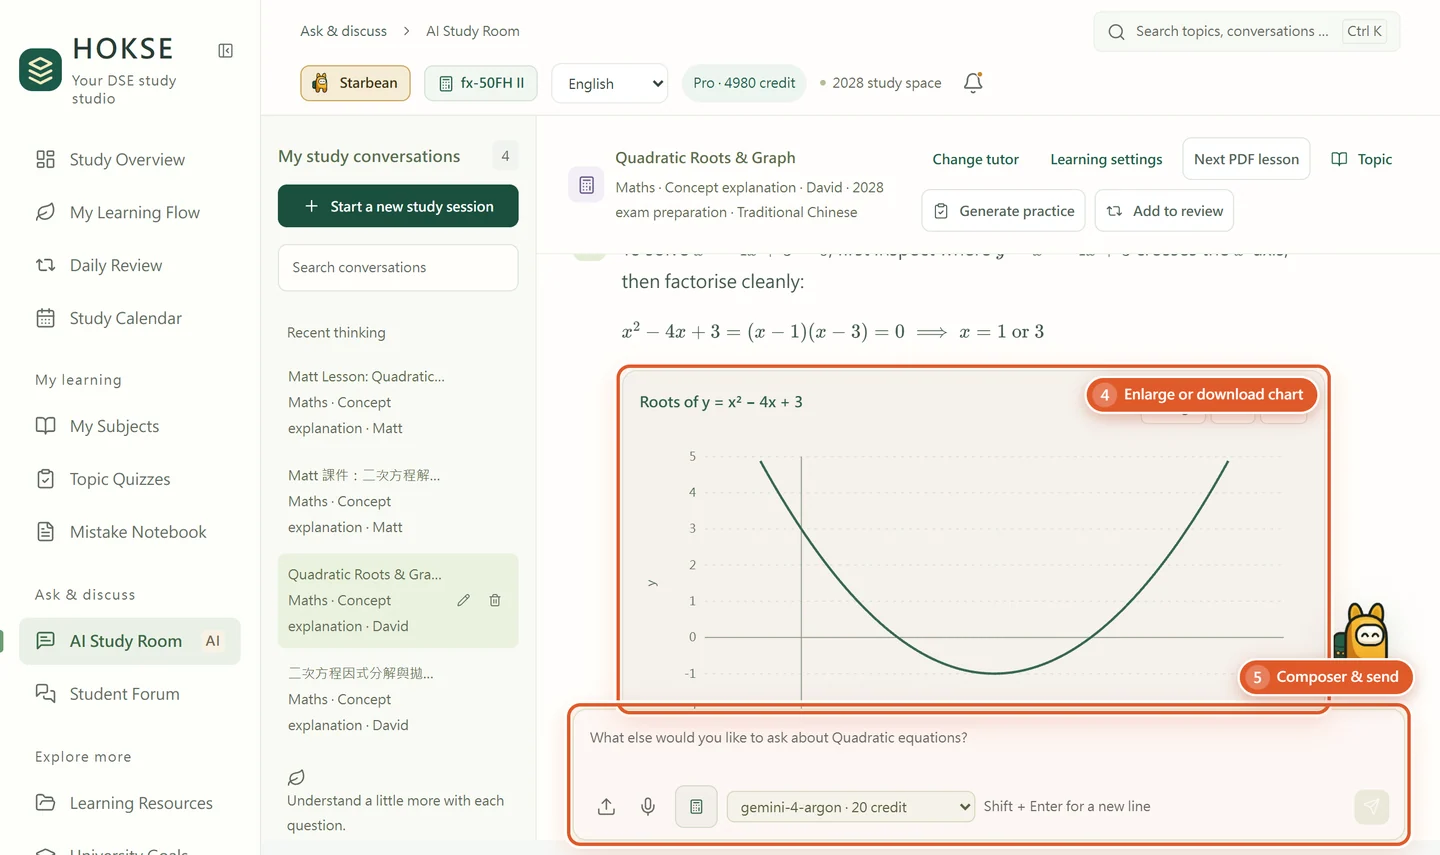 HOKSE
Your DSE study
studio
Study Overview
My Learning Flow
Daily Review
Study Calendar
My learning
My Subjects
Topic Quizzes
Mistake Notebook
Ask & discuss
AI Study Room AI
Student Forum
Explore more
Learning Resources
University Goals
Ask & discuss > AI Study Room
Search topics, conversations ... Ctrl K
Starbean
fx-50FH II
English
Pro · 4980 credit
2028 study space
My study conversations 4
+ Start a new study session
Search conversations
Recent thinking
Matt Lesson: Quadratic...
Maths · Concept
explanation · Matt
Matt 課件：二次方程解...
Maths · Concept
explanation · Matt
Quadratic Roots & Gra...
Maths · Concept
explanation · David
二次方程因式分解與拋...
Maths · Concept
explanation · David
Understand a little more with each
question.
Quadratic Roots & Graph
Maths · Concept explanation · David · 2028
exam preparation · Traditional Chinese
Change tutor
Learning settings
Next PDF lesson
Topic
Generate practice
Add to review
then factorise cleanly:
x² − 4x + 3 = (x − 1)(x − 3) = 0 ⟹ x = 1 or 3
4 Enlarge or download chart
Roots of y = x² − 4x + 3
5
4
3
2
y
1
0
-1
5 Composer & send
What else would you like to ask about Quadratic equations?
gemini-4-argon · 20 credit
Shift + Enter for a new line